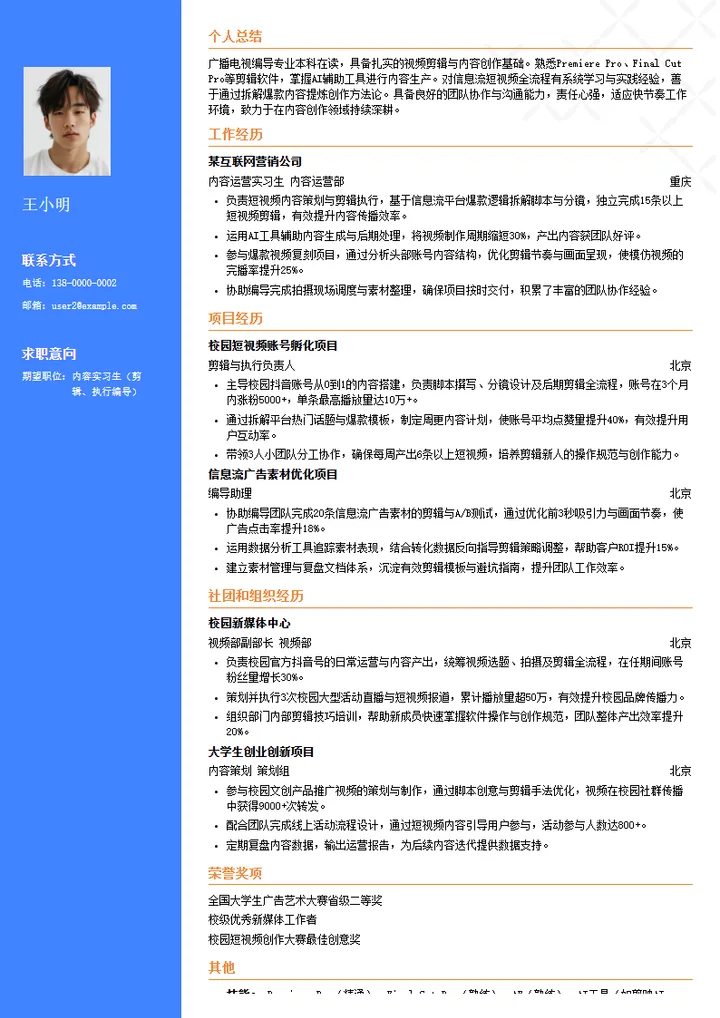 王小明
联系方式
电话：138-0000-0002
邮箱：user2@example.com
求职意向
期望职位：内容实习生（剪
辑、执行编导）
个人总结
广播电视编导专业本科在读，具备扎实的视频剪辑与内容创作基础。熟悉Premiere Pro、Final Cut
Pro等剪辑软件，掌握AI辅助工具进行内容生产。对信息流短视频全流程有系统学习与实践经验，善
于通过拆解爆款内容提炼创作方法论。具备良好的团队协作与沟通能力，责任心强，适应快节奏工作
环境，致力于在内容创作领域持续深耕。
工作经历
某互联网营销公司
内容运营实习生 内容运营部 重庆
• 负责短视频内容策划与剪辑执行，基于信息流平台爆款逻辑拆解脚本与分镜，独立完成15条以上
短视频剪辑，有效提升内容传播效率。
• 运用AI工具辅助内容生成与后期处理，将视频制作周期缩短30%，产出内容获团队好评。
• 参与爆款视频复刻项目，通过分析头部账号内容结构，优化剪辑节奏与画面呈现，使模仿视频的
完播率提升25%。
• 协助编导完成拍摄现场调度与素材整理，确保项目按时交付，积累了丰富的团队协作经验。
项目经历
校园短视频账号孵化项目
剪辑与执行负责人 北京
• 主导校园抖音账号从0到1的内容搭建，负责脚本撰写、分镜设计及后期剪辑全流程，账号在3个月
内涨粉5000+，单条最高播放量达10万+。
• 通过拆解平台热门话题与爆款模板，制定周更内容计划，使账号平均点赞量提升40%，有效提升用
户互动率。
• 带领3人小团队分工协作，确保每周产出6条以上短视频，培养剪辑新人的操作规范与创作能力。
信息流广告素材优化项目
编导助理 北京
• 协助编导团队完成20条信息流广告素材的剪辑与A/B测试，通过优化前3秒吸引力与画面节奏，使
广告点击率提升18%。
• 运用数据分析工具追踪素材表现，结合转化数据反向指导剪辑策略调整，帮助客户ROI提升15%。
• 建立素材管理与复盘文档体系，沉淀有效剪辑模板与避坑指南，提升团队工作效率。
社团和组织经历
校园新媒体中心
视频部副部长 视频部 北京
• 负责校园官方抖音号的日常运营与内容产出，统筹视频选题、拍摄及剪辑全流程，在任期间账号
粉丝量增长30%。
• 策划并执行3次校园大型活动直播与短视频报道，累计播放量超50万，有效提升校园品牌传播力。
• 组织部门内部剪辑技巧培训，帮助新成员快速掌握软件操作与创作规范，团队整体产出效率提升
20%。
大学生创业创新项目
内容策划 策划组 北京
• 参与校园文创产品推广视频的策划与制作，通过脚本创意与剪辑手法优化，视频在校园社群传播
中获得9000+次转发。
• 配合团队完成线上活动流程设计，通过短视频内容引导用户参与，活动参与人数达800+。
• 定期复盘内容数据，输出运营报告，为后续内容迭代提供数据支持。
荣誉奖项
全国大学生广告艺术大赛省级二等奖
校级优秀新媒体工作者
校园短视频创作大赛最佳创意奖
其他